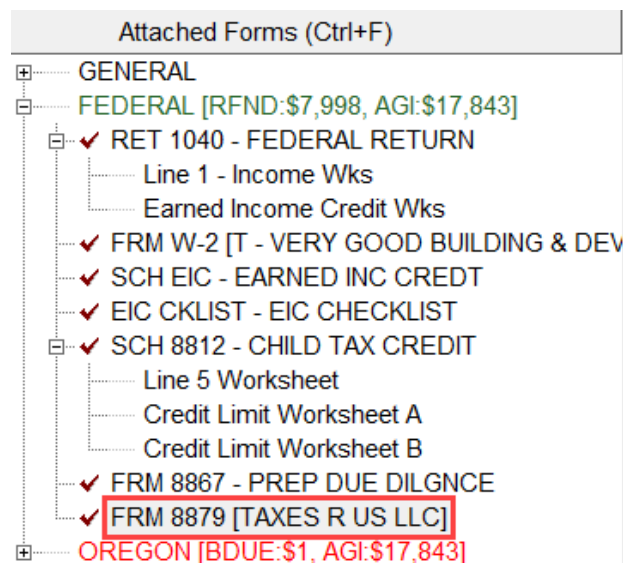 Attached Forms (Ctrl+F)
GENERAL
FEDERAL [RFND:$7,998, AGI:$17,843]
RET 1040 - FEDERAL RETURN
Line 1 - Income Wks
Earned Income Credit Wks
FRM W-2 [T - VERY GOOD BUILDING & DEV
SCH EIC - EARNED INC CREDT
EIC CKLIST - EIC CHECKLIST
SCH 8812 - CHILD TAX CREDIT
Line 5 Worksheet
Credit Limit Worksheet A
Credit Limit Worksheet B
FRM 8867 - PREP DUE DILGNCE
FRM 8879 [TAXES R US LLC]
OREGON [BDUE:$1, AGI:$17,843]